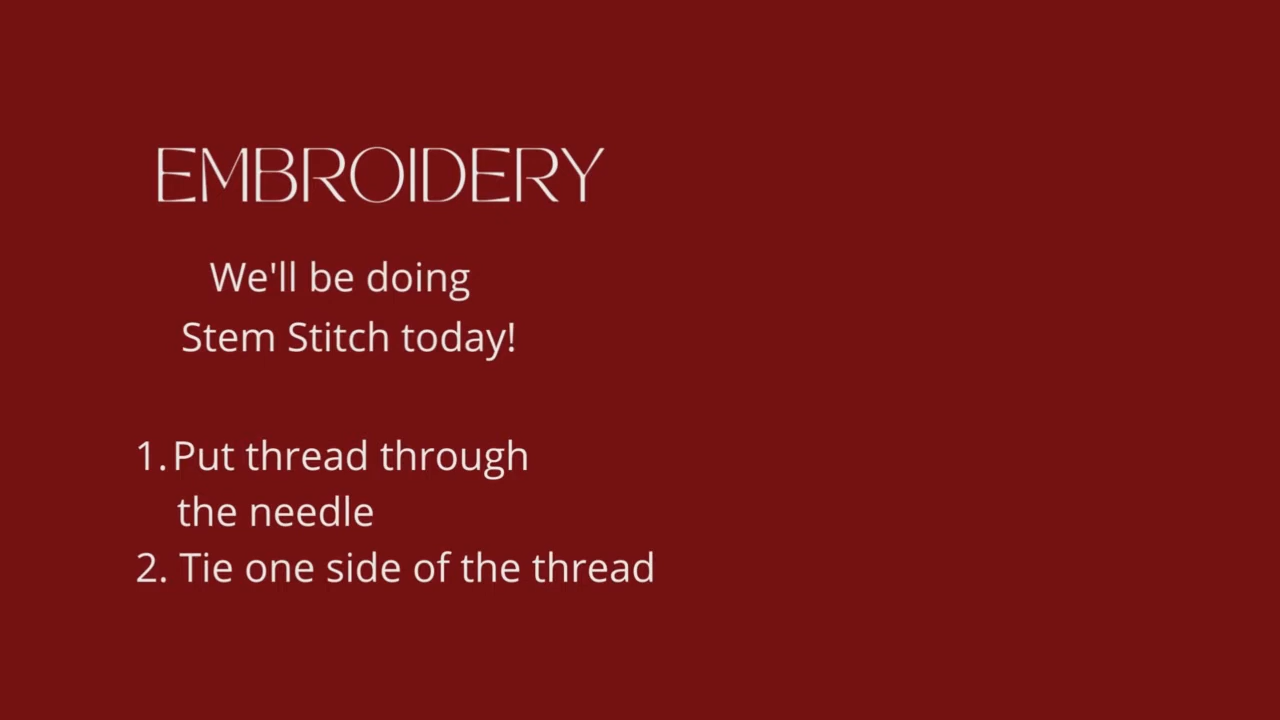 EMBROIDERY
We'll be doing
Stem Stitch today!
1. Put thread through
the needle
2. Tie one side of the thread